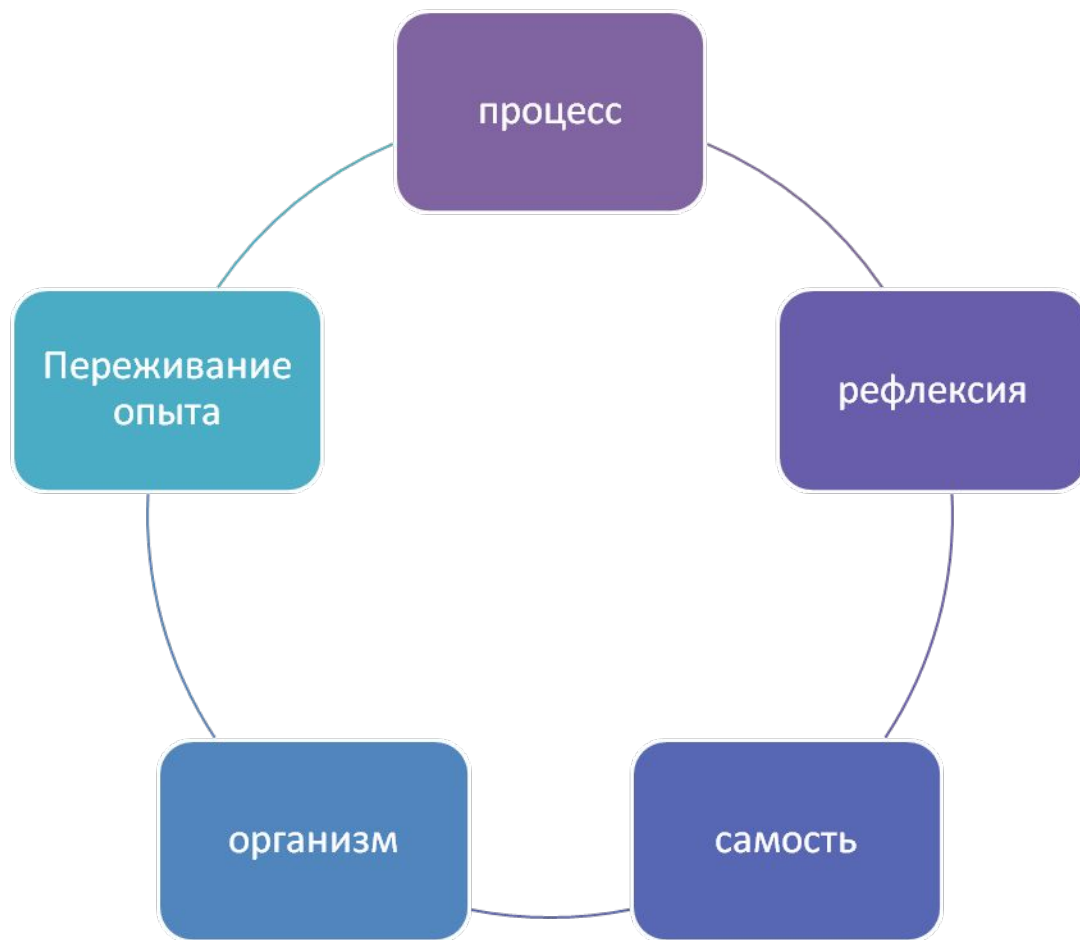 процесс
рефлексия
самость
организм
Переживание
опыта